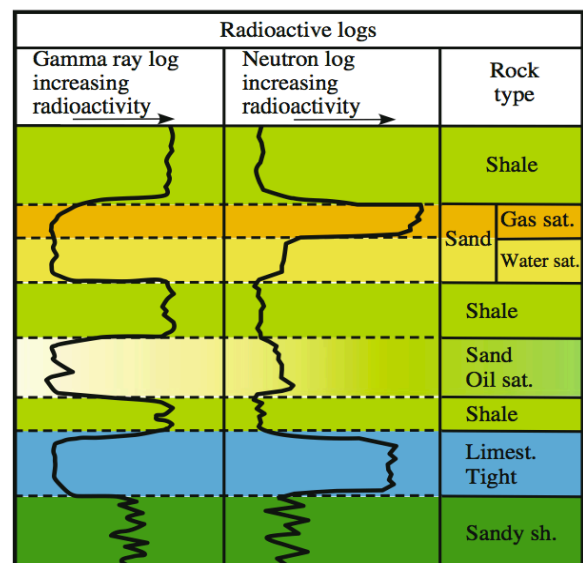 Radioactive logs
Gamma ray log
increasing
radioactivity
Neutron log
increasing
radioactivity
Rock
type
Shale
Sand
Gas sat.
Water sat.
Shale
Sand
Oil sat.
Shale
Limest.
Tight
Sandy sh.